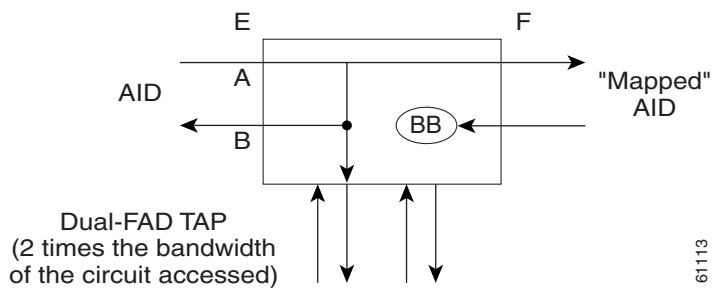 E
F
A
AID
"Mapped"
AID
B
BB
Dual-FAD TAP
(2 times the bandwidth
of the circuit accessed)
61113